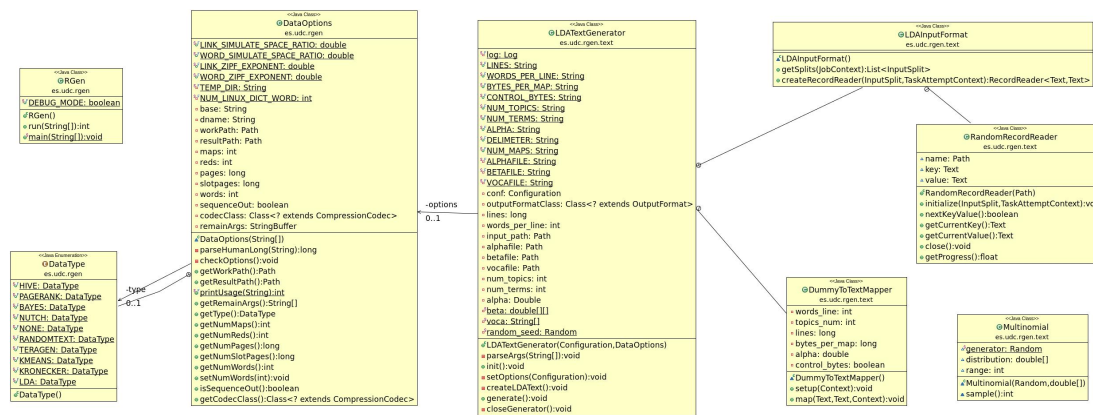 <<Java Class>>
RGen
es.udc.rgen
DEBUG_MODE: boolean
RGen()
run(String[]):int
main(String[]):void
<<Java Enumeration>>
DataType
es.udc.rgen
HIVE: DataType
PAGERANK: DataType
BAYES: DataType
NUTCH: DataType
NONE: DataType
RANDOMTEXT: DataType
TERAGEN: DataType
KMEANS: DataType
KRONECKER: DataType
LDA: DataType
DataType()
-type
0..1
<<Java Class>>
DataOptions
es.udc.rgen
LINK_SIMULATE_SPACE_RATIO: double
WORD_SIMULATE_SPACE_RATIO: double
LINK_ZIPF_EXPONENT: double
WORD_ZIPF_EXPONENT: double
TEMP_DIR: String
NUM_LINUX_DICT_WORD: int
base: String
dname: String
workPath: Path
resultPath: Path
maps: int
reds: int
pages: long
slotpages: long
words: int
sequenceOut: boolean
codecClass: Class<? extends CompressionCodec>
remainArgs: StringBuffer
DataOptions(String[])
parseHumanLong(String):long
checkOptions():void
getWorkPath():Path
getResultPath():Path
printUsage(String):int
getRemainArgs():String[]
getType():DataType
getNumMaps():int
getNumReds():int
getNumPages():long
getNumSlotPages():long
getNumWords():int
setNumWords(int):void
isSequenceOut():boolean
getCodecClass():Class<? extends CompressionCodec>
-options
0..1
<<Java Class>>
LDATextGenerator
es.udc.rgen.text
log: Log
LINES: String
WORDS_PER_LINE: String
BYTES_PER_MAP: String
CONTROL_BYTES: String
NUM_TOPICS: String
NUM_TERMS: String
ALPHA: String
DELIMETER: String
NUM_MAPS: String
ALPHAFILE: String
BETAFILE: String
VOCAFILE: String
conf: Configuration
outputFormatClass: Class<? extends OutputFormat>
lines: long
words_per_line: int
input_path: Path
alphafile: Path
betafile: Path
vocafile: Path
num_topics: int
num_terms: int
alpha: Double
beta: double[][]
voca: String[]
random_seed: Random
LDATextGenerator(Configuration,DataOptions)
parseArgs(String[]):void
init():void
setOptions(Configuration):void
createLDAText():void
generate():void
closeGenerator():void
<<Java Class>>
LDAInputFormat
es.udc.rgen.text
LDAInputFormat()
getSplits(JobContext):List<InputSplit>
createRecordReader(InputSplit,TaskAttemptContext):RecordReader<Text,Text>
<<Java Class>>
RandomRecordReader
es.udc.rgen.text
name: Path
key: Text
value: Text
RandomRecordReader(Path)
initialize(InputSplit,TaskAttemptContext):vo
nextKeyValue():boolean
getCurrentKey():Text
getCurrentValue():Text
close():void
getProgress():float
<<Java Class>>
DummyToTextMapper
es.udc.rgen.text
words_line: int
topics_num: int
lines: long
bytes_per_map: long
alpha: double
control_bytes: boolean
DummyToTextMapper()
setup(Context):void
map(Text,Text,Context):void
<<Java Class>>
Multinomial
es.udc.rgen.text
generator: Random
distribution: double[]
range: int
Multinomial(Random,double[])
sample():int